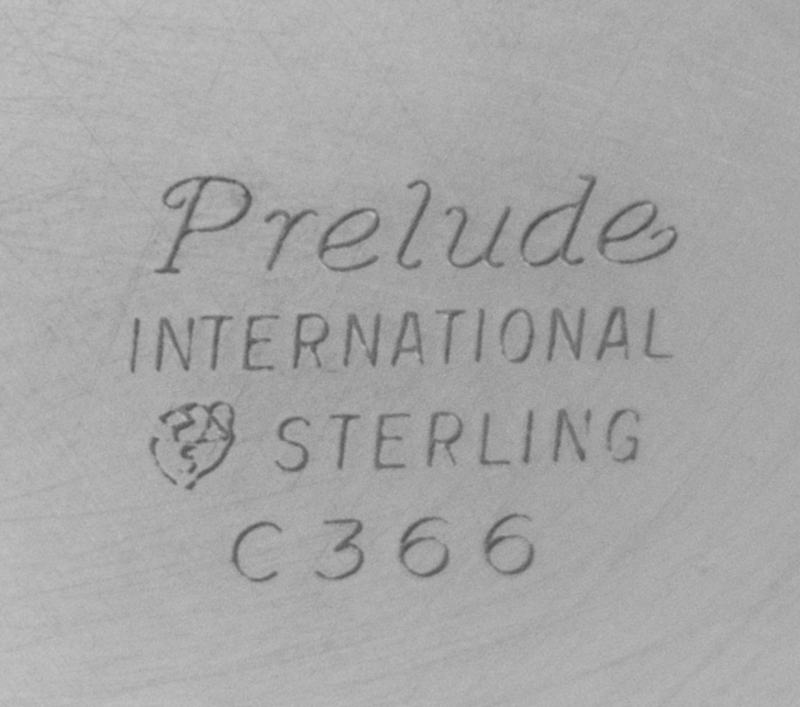 Prelude
INTERNATIONAL
STERLING
C366